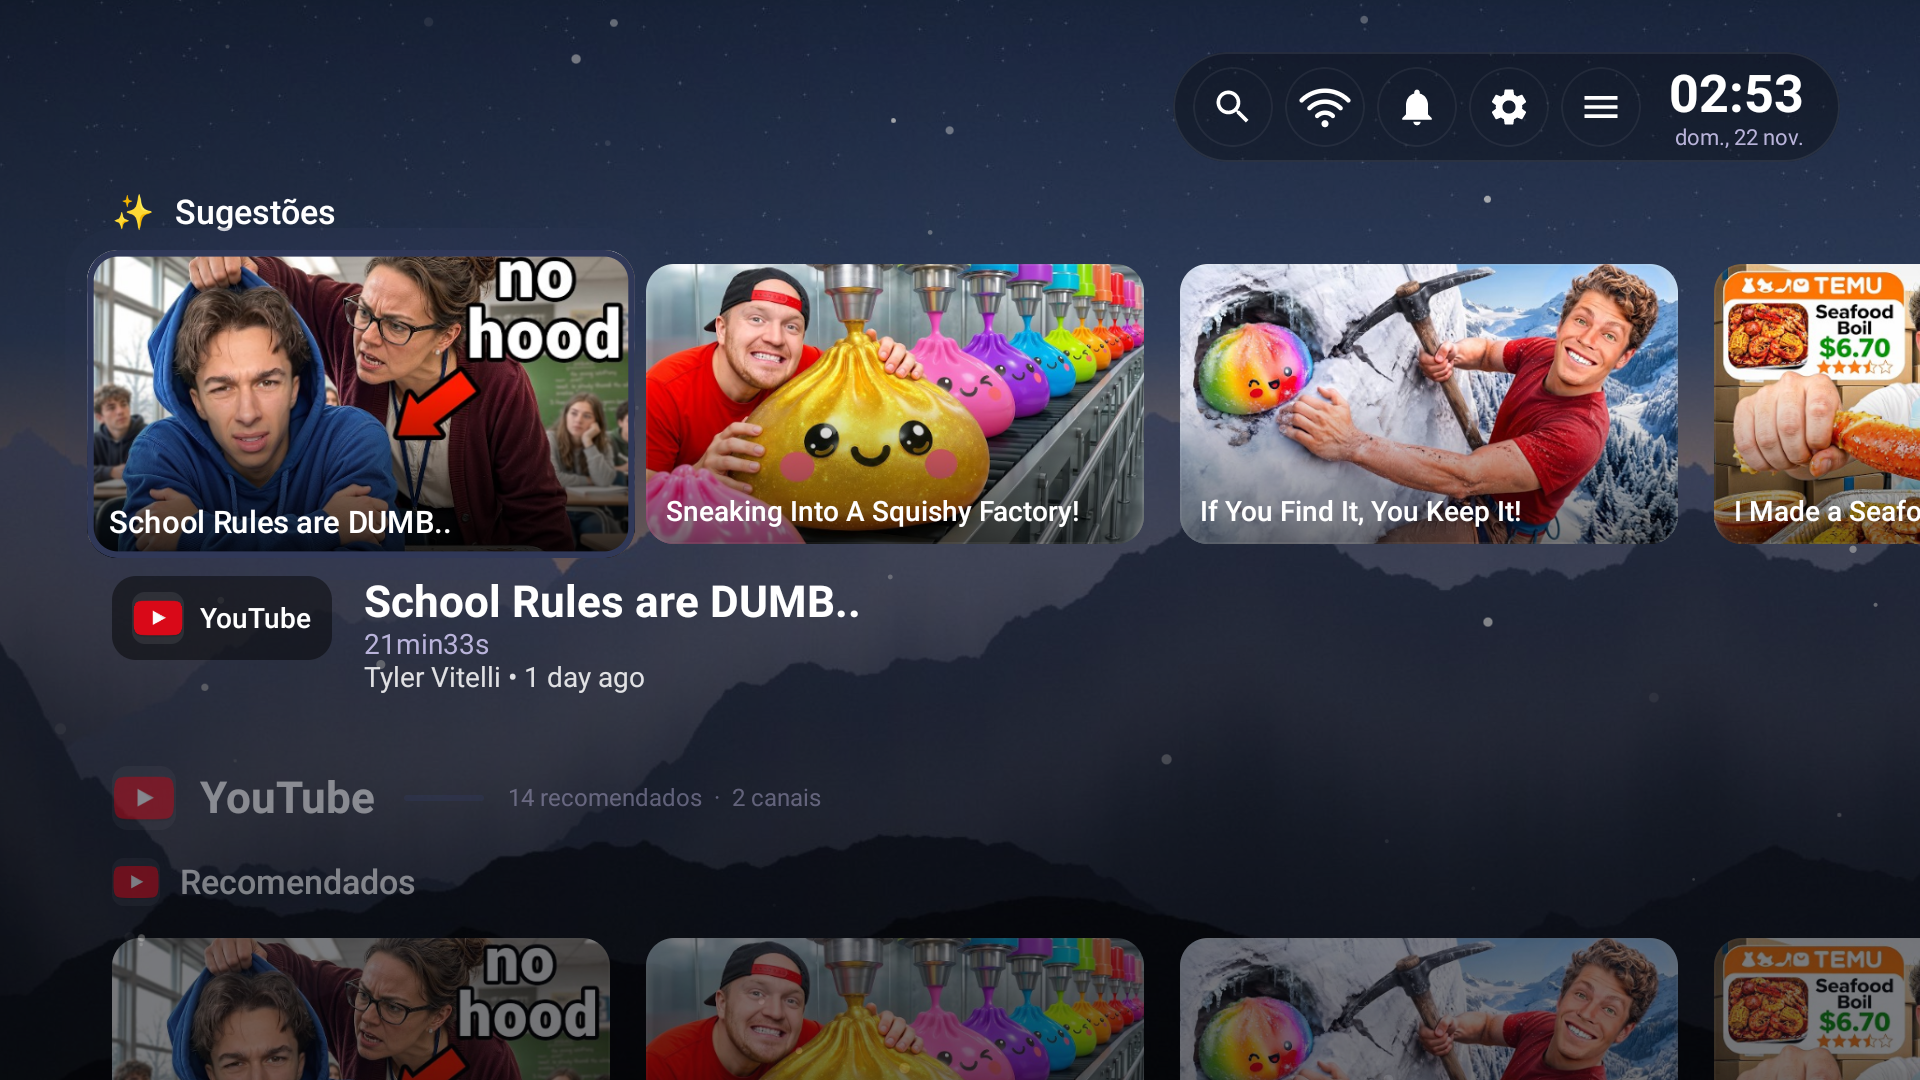 02:53
dom., 22 nov.
✨ Sugestões
no
hood
School Rules are DUMB..
Sneaking Into A Squishy Factory!
If You Find It, You Keep It!
TEMU
Seafood
Boil
$6.70
I Made a Seafo
YouTube
School Rules are DUMB..
21min33s
Tyler Vitelli • 1 day ago
YouTube
14 recomendados · 2 canais
Recomendados
no
hood
TEMU
Seafood
Boil
$6.70